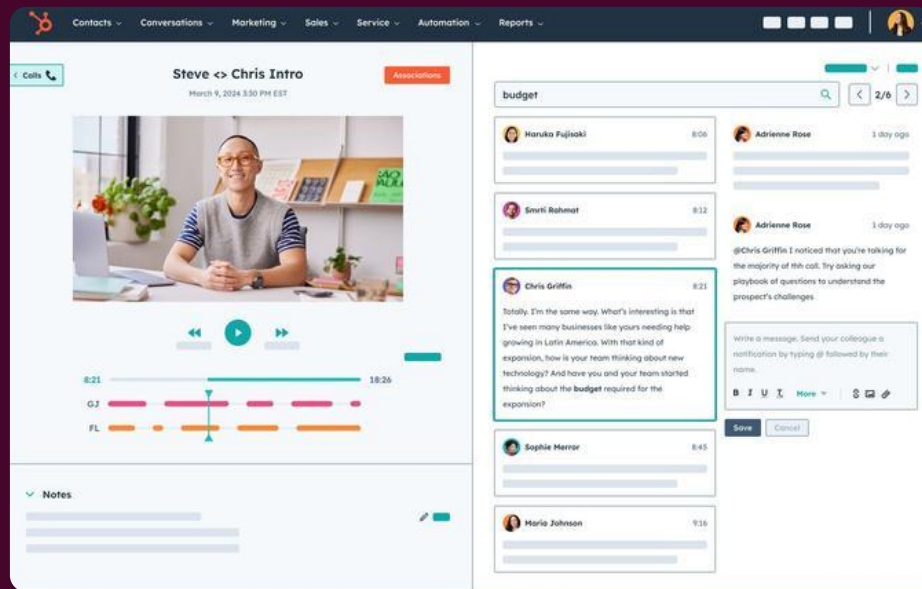 Contacts Conversations Marketing Sales Service Automation Reports
Calls
Steve <> Chris Intro
March 9, 2024 3:30 PM EST
Associations
8:21 18:26
GJ
FL
Notes
budget
2/6
Haruka Fujisaki 8:06
Smrti Rahmat 8:12
Chris Griffin 8:21
Totally. I'm the same way. What's interesting is that
I've seen many businesses like yours needing help
growing in Latin America. With that kind of
expansion, how is your team thinking about new
technology? And have you and your team started
thinking about the budget required for the
expansion?
Sophie Merror 8:45
Maria Johnson 9:16
Adrienne Rose 1 day ago
Adrienne Rose 1 day ago
@Chris Griffin I noticed that you're talking for
the majority of thh call. Try asking our
playbook of questions to understand the
prospect's challenges
Write a message. Send your colleague a
notification by typing @ followed by their
name.
B I U T More
Save Cancel